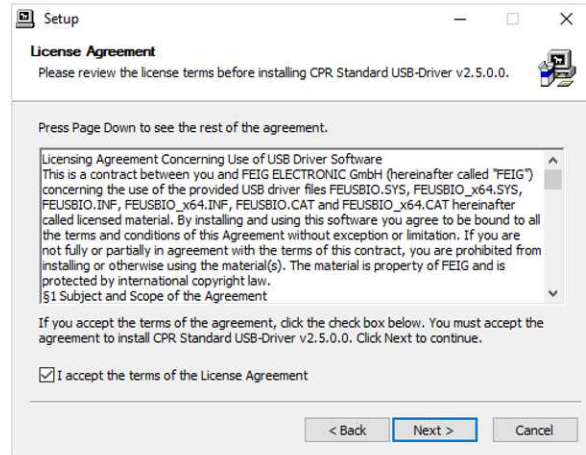 Setup
License Agreement
Please review the license terms before installing CPR Standard USB-Driver v2.5.0.0.
Press Page Down to see the rest of the agreement.
Licensing Agreement Concerning Use of USB Driver Software
This is a contract between you and FEIG ELECTRONIC GmbH (hereinafter called "FEIG")
concerning the use of the provided USB driver files FEUSBIO.SYS, FEUSBIO_x64.SYS,
FEUSBIO.INF, FEUSBIO_x64.INF, FEUSBIO.CAT and FEUSBIO_x64.CAT hereinafter
called licensed material. By installing and using this software you agree to be bound to all
the terms and conditions of this Agreement without exception or limitation. If you are
not fully or partially in agreement with the terms of this contract, you are prohibited from
installing or otherwise using the material(s). The material is property of FEIG and is
protected by international copyright law.
§1 Subject and Scope of the Agreement
If you accept the terms of the agreement, click the check box below. You must accept the
agreement to install CPR Standard USB-Driver v2.5.0.0. Click Next to continue.
I accept the terms of the License Agreement
< Back
Next >
Cancel